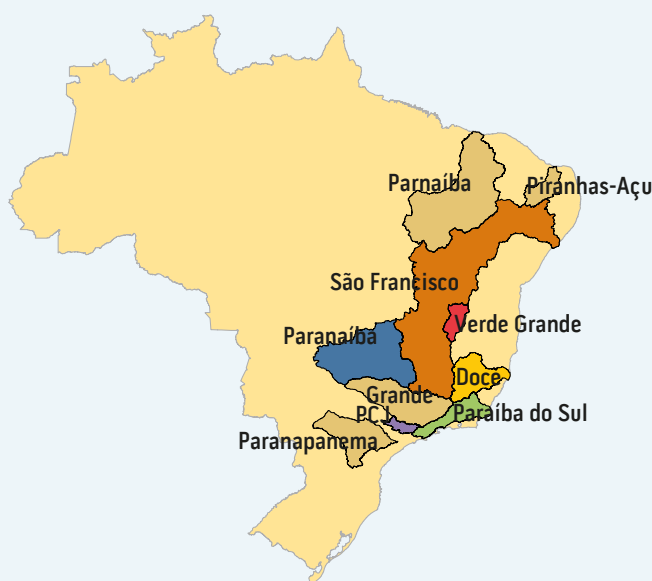 Parnaíba
Piranhas-Açu
São Francisco
Verde Grande
Paranaíba
Doce
Grande
PCJ
Paraíba do Sul
Paranapanema